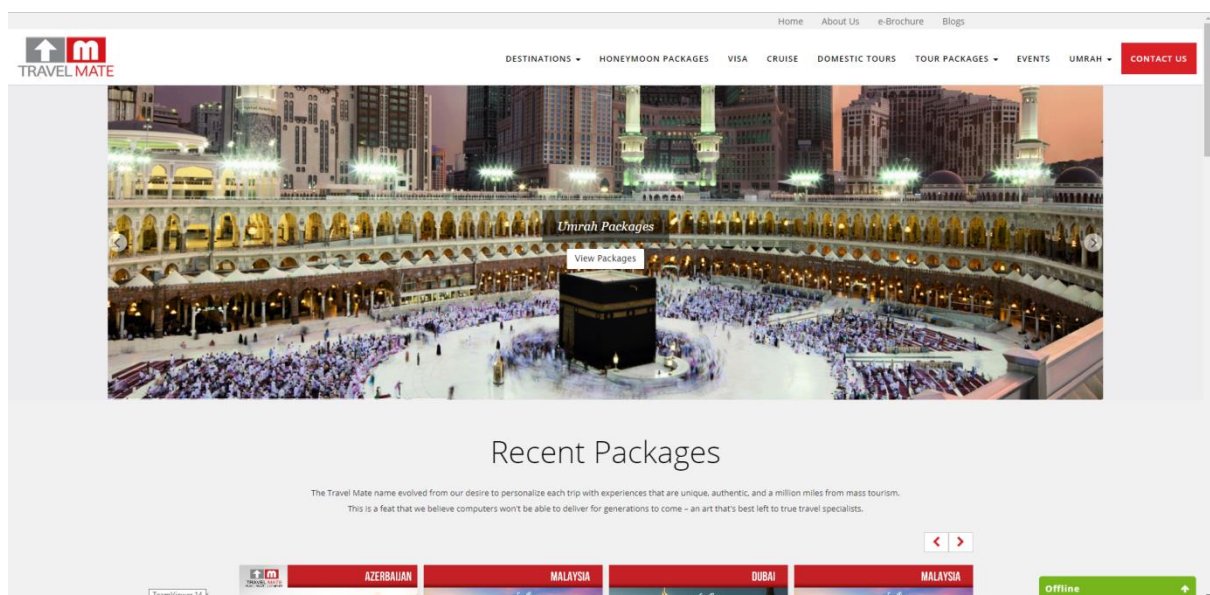 Home About Us e-Brochure Blogs
TRAVEL MATE
DESTINATIONS HONEYMOON PACKAGES VISA CRUISE DOMESTIC TOURS TOUR PACKAGES EVENTS UMRAH CONTACT US
Umrah Packages
View Packages
Recent Packages
The Travel Mate name evolved from our desire to personalize each trip with experiences that are unique, authentic, and a million miles from mass tourism.
This is a feat that we believe computers won't be able to deliver for generations to come – an art that's best left to true travel specialists.
TRAVEL MATE
AZERBAIJAN MALAYSIA DUBAI MALAYSIA
Offline